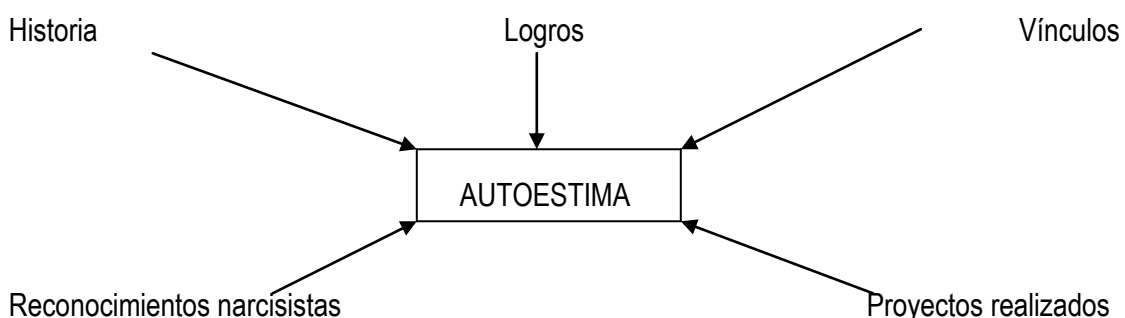 Historia Logros Vínculos
AUTOESTIMA
Reconocimientos narcisistas Proyectos realizados